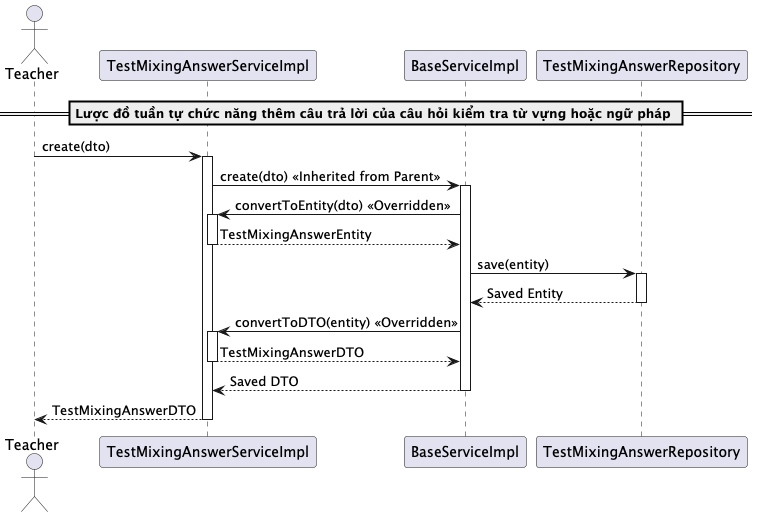 Teacher
TestMixingAnswerServiceImpl
BaseServiceImpl
TestMixingAnswerRepository
Lược đồ tuần tự chức năng thêm câu trả lời của câu hỏi kiểm tra từ vựng hoặc ngữ pháp
create(dto)
create(dto) «Inherited from Parent»
convertToEntity(dto) «Overridden»
TestMixingAnswerEntity
save(entity)
Saved Entity
convertToDTO(entity) «Overridden»
TestMixingAnswerDTO
Saved DTO
TestMixingAnswerDTO
Teacher
TestMixingAnswerServiceImpl
BaseServiceImpl
TestMixingAnswerRepository